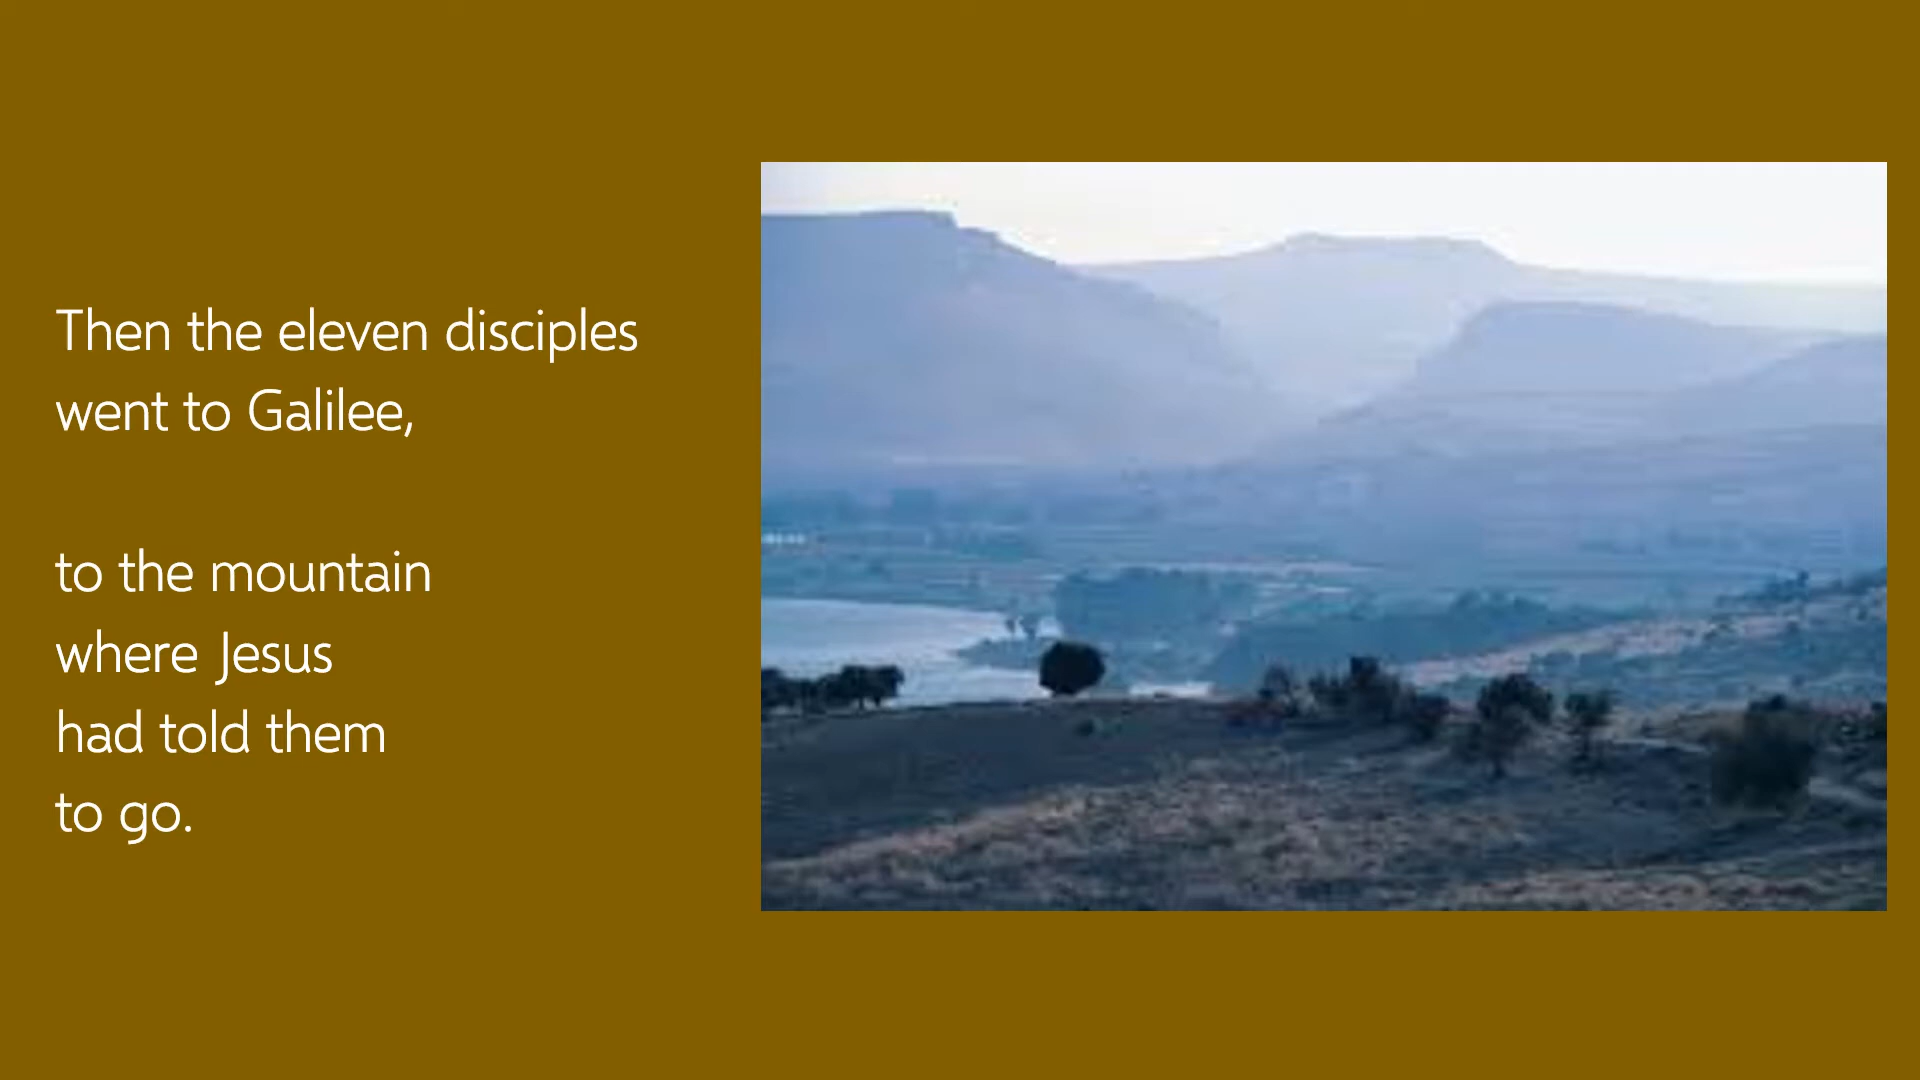 Then the eleven disciples
went to Galilee,
to the mountain
where Jesus
had told them
to go.